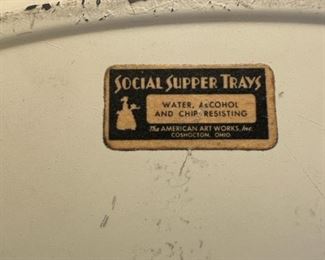 SOCIAL SUPPER TRAYS
WATER, ALCOHOL
AND CHIP RESISTING
The AMERICAN ART WORKS, Inc.
COSHOCTON, OHIO